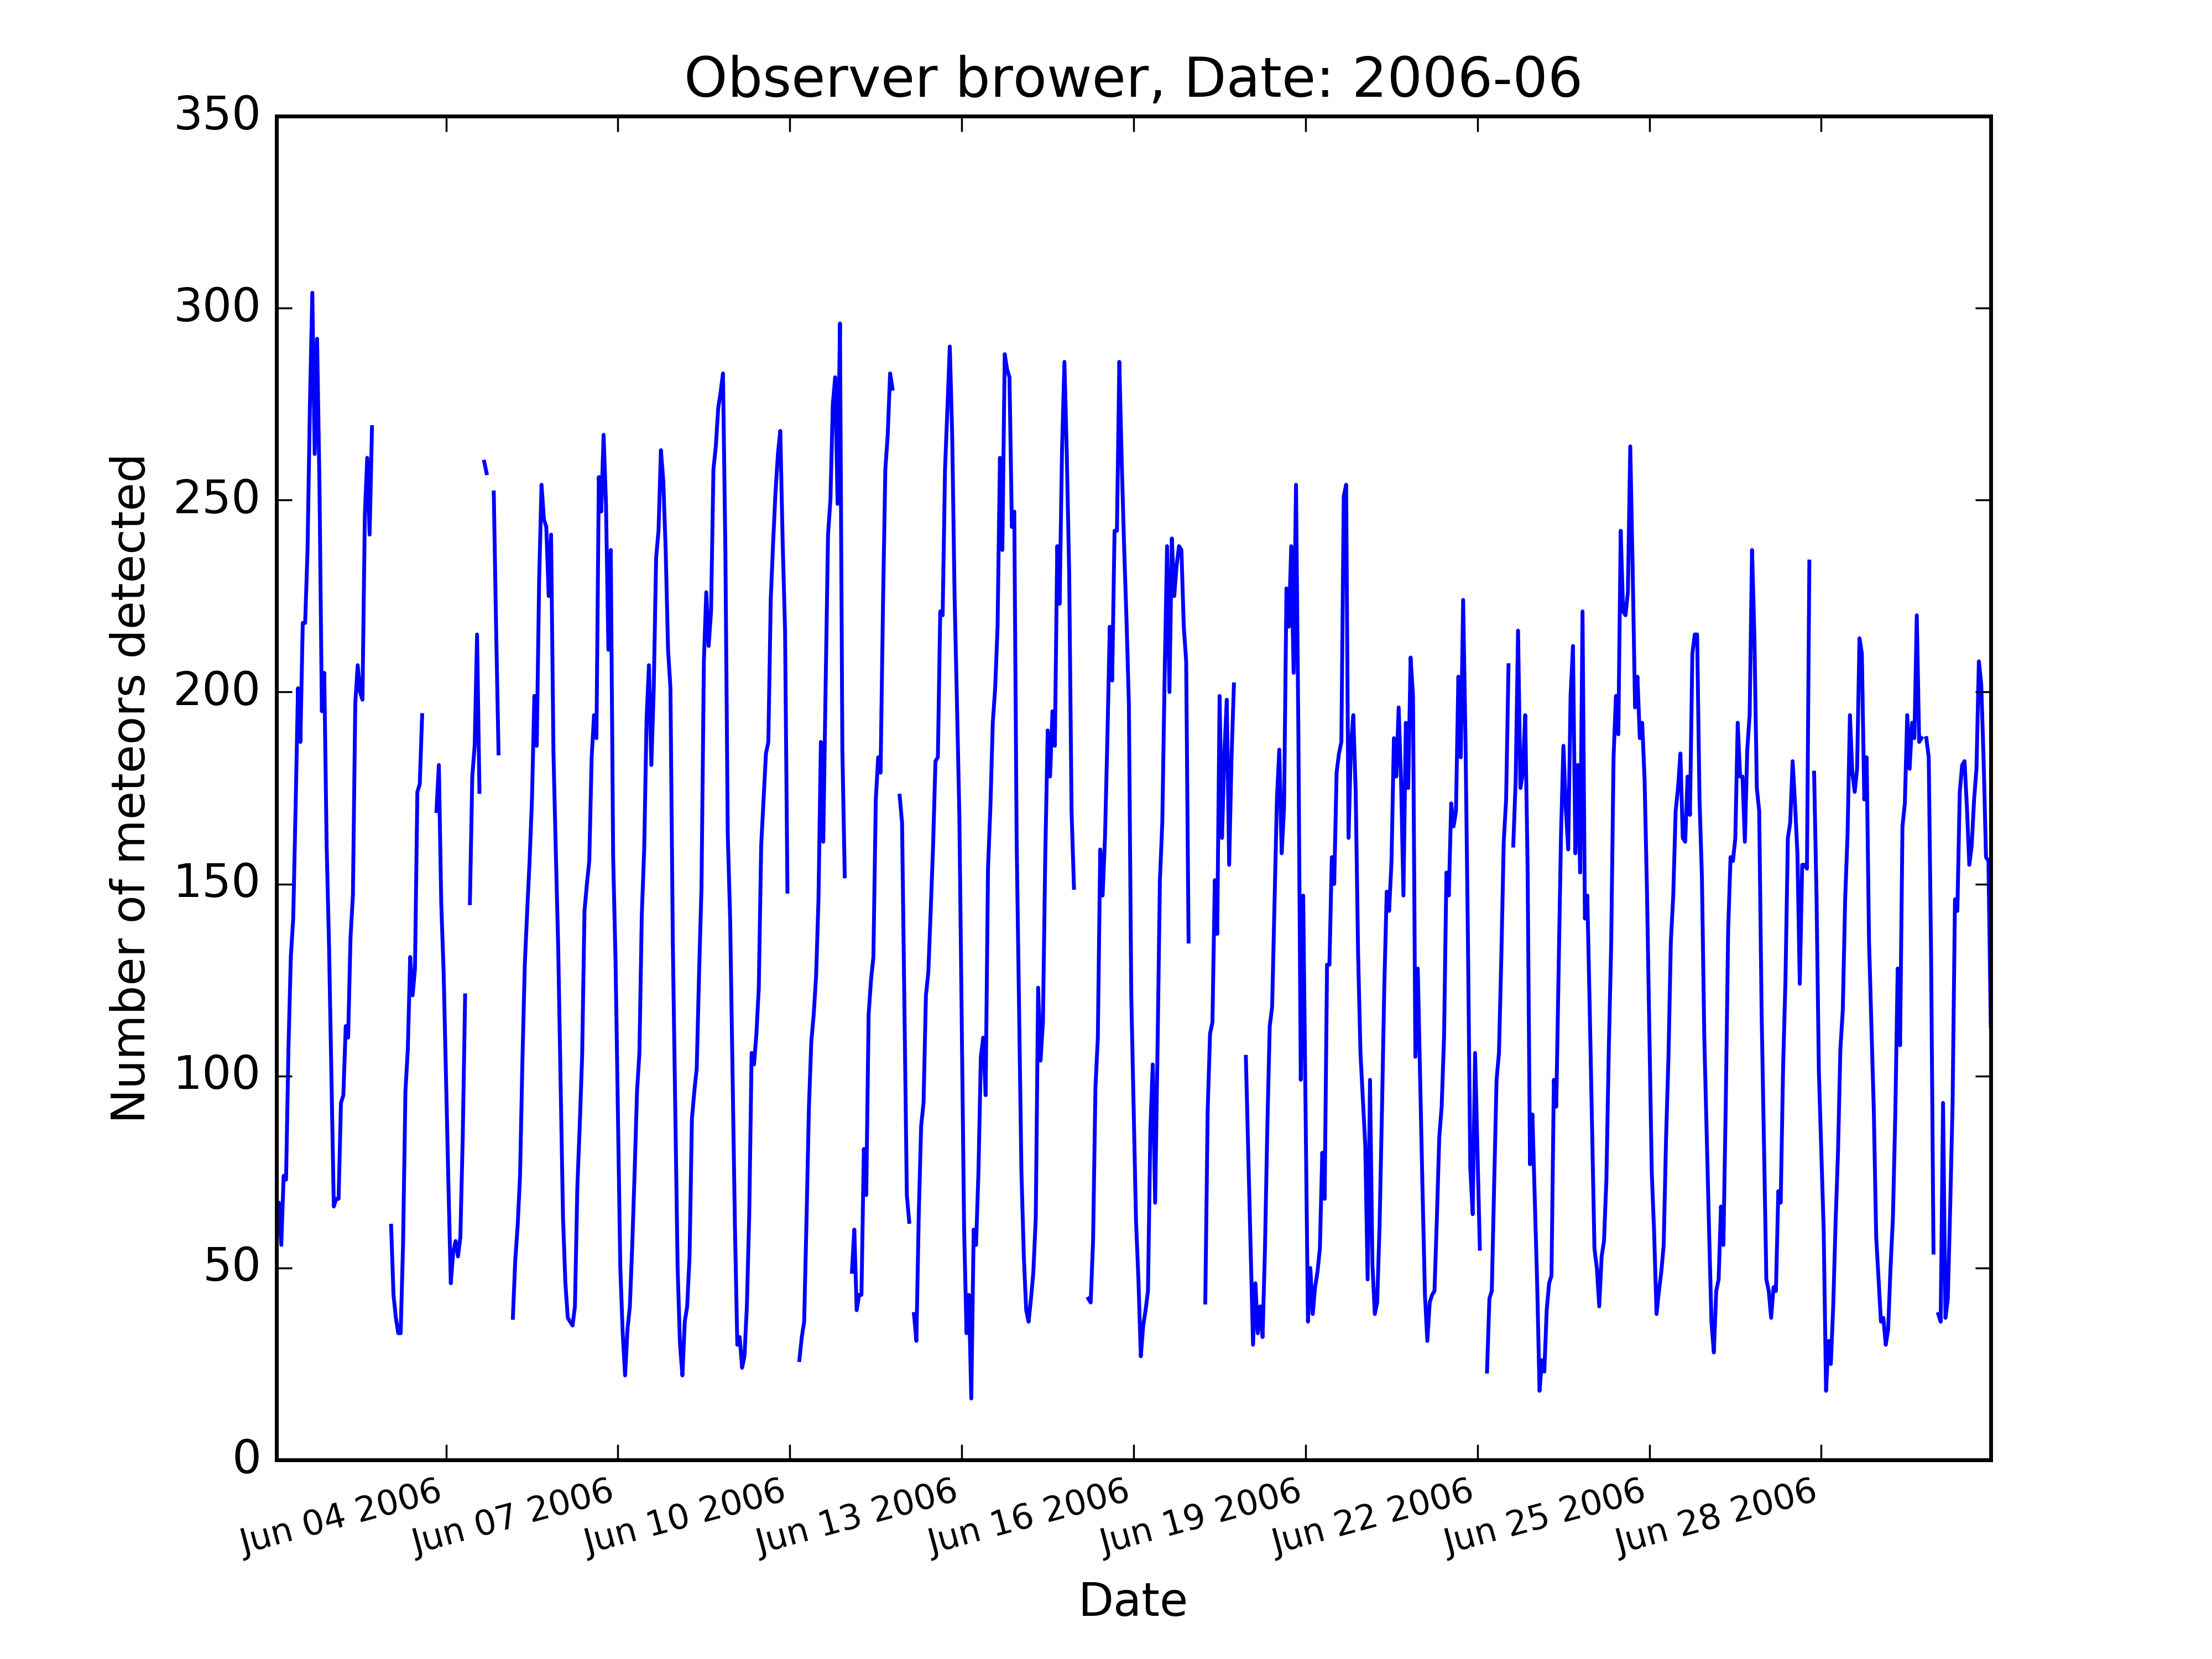 Observer brower, Date: 2006-06
350
300
250
200
150
100
50
0
Number of meteors detected
Jun 04 2006
Jun 07 2006
Jun 10 2006
Jun 13 2006
Jun 16 2006
Jun 19 2006
Jun 22 2006
Jun 25 2006
Jun 28 2006
Date